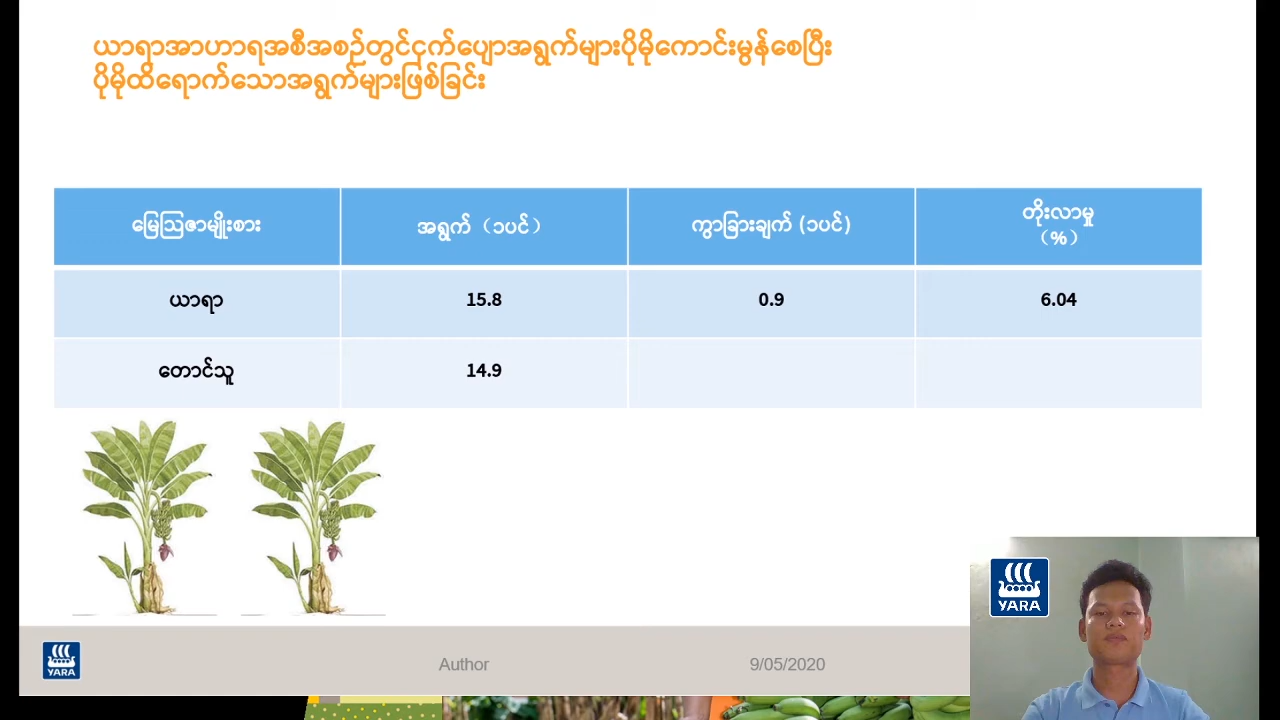 ယာရာအာဟာရအစီအစဉ်တွင်ငှက်ပျောအရွက်များပိုမိုကောင်းမွန်စေပြီး
ပိုမိုထိရောက်သောအရွက်များဖြစ်ခြင်း
မြေဩဇာမျိုးစား အရွက် (၁ပင်) ကွာခြားချက် (၁ပင်) တိုးလာမှု
(%)
ယာရာ 15.8 0.9 6.04
တောင်သူ 14.9
YARA
YARA Author 9/05/2020